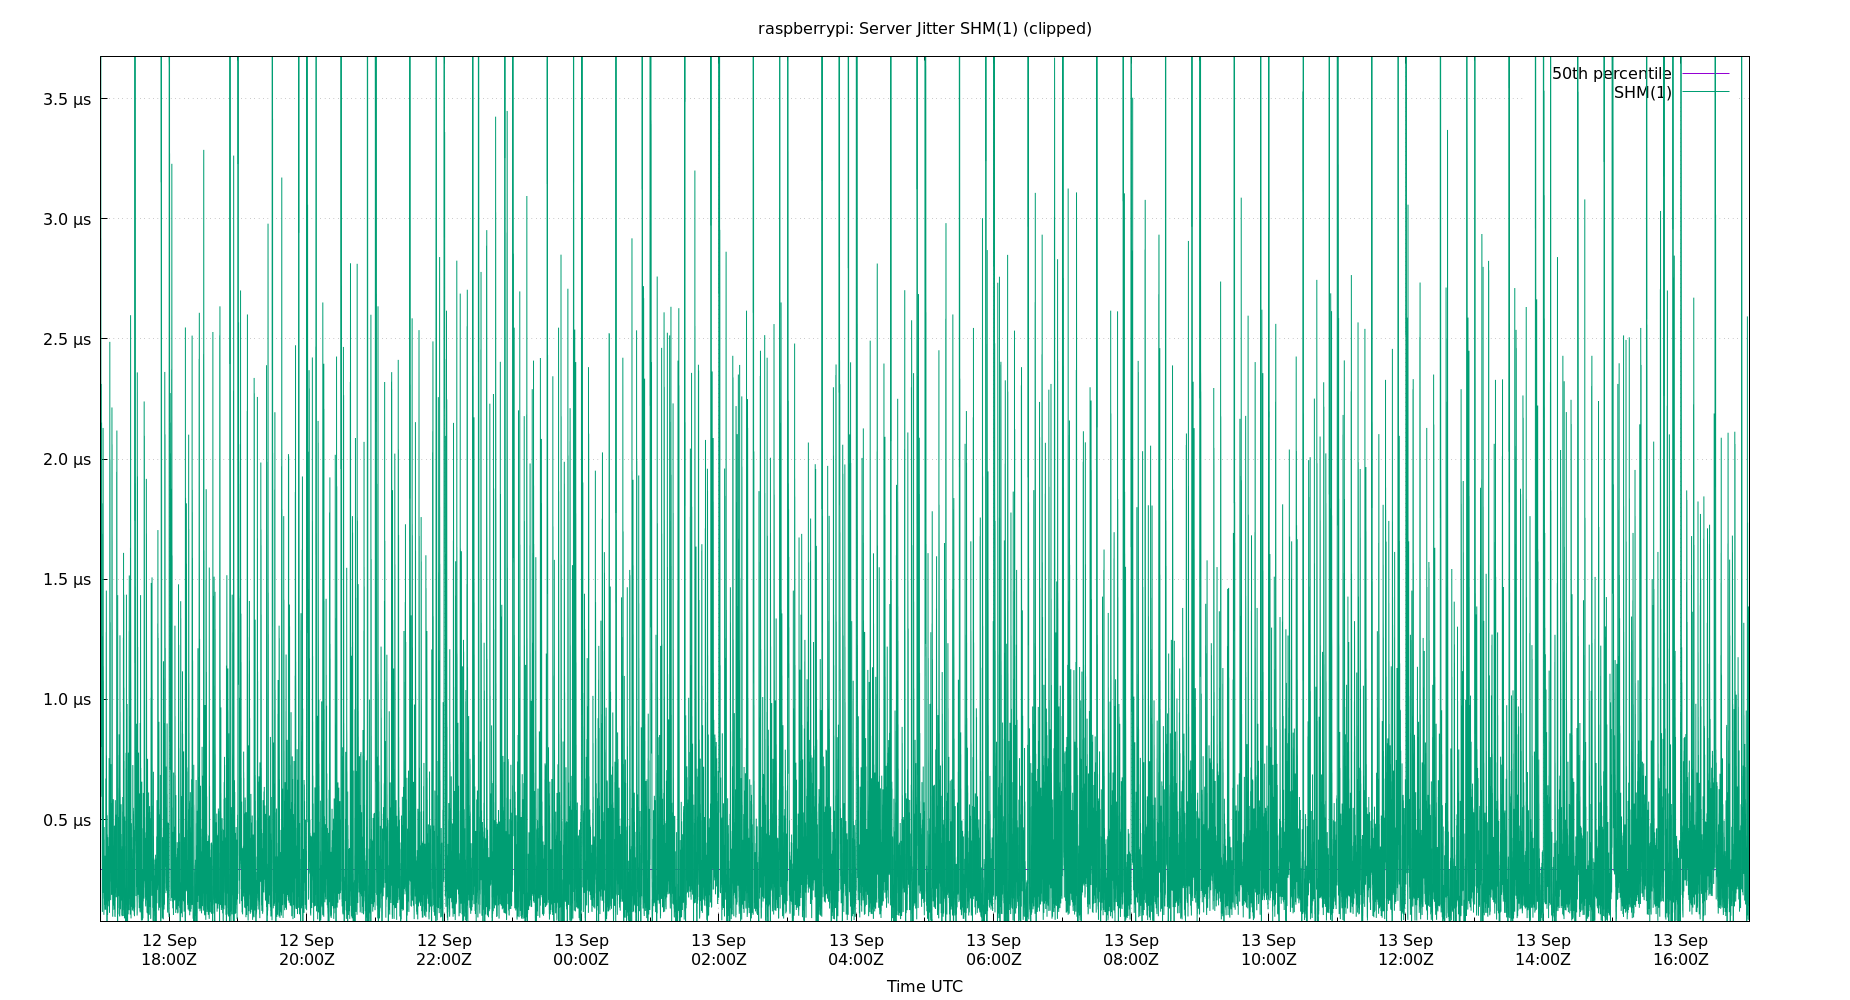 raspberrypi: Server Jitter SHM(1) (clipped)
50th percentile
SHM(1)
3.5 µs
3.0 µs
2.5 µs
2.0 µs
1.5 µs
1.0 µs
0.5 µs
12 Sep 12 Sep 12 Sep 13 Sep 13 Sep 13 Sep 13 Sep 13 Sep 13 Sep 13 Sep 13 Sep 13 Sep
18:00Z 20:00Z 22:00Z 00:00Z 02:00Z 04:00Z 06:00Z 08:00Z 10:00Z 12:00Z 14:00Z 16:00Z
Time UTC